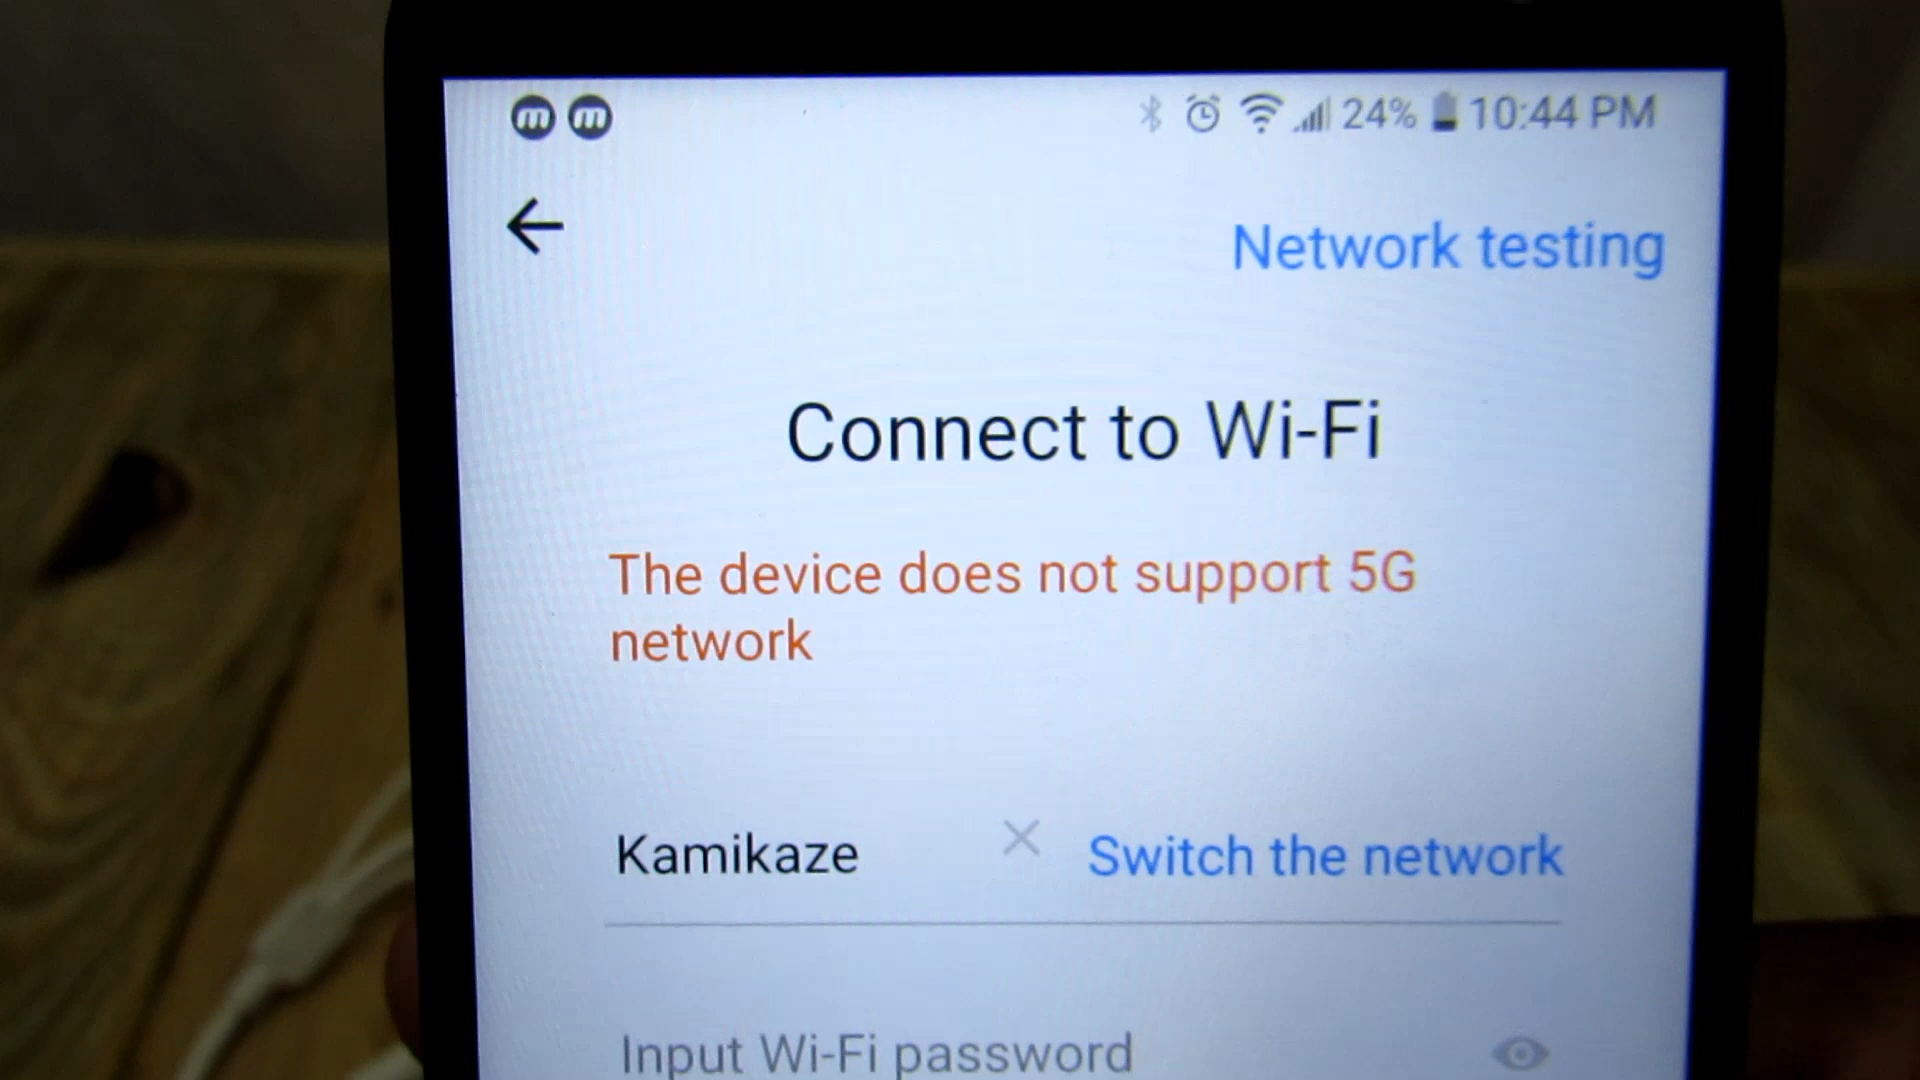 m m 24% 10:44 PM
Network testing
Connect to Wi-Fi
The device does not support 5G
network
Kamikaze × Switch the network
Input Wi-Fi password